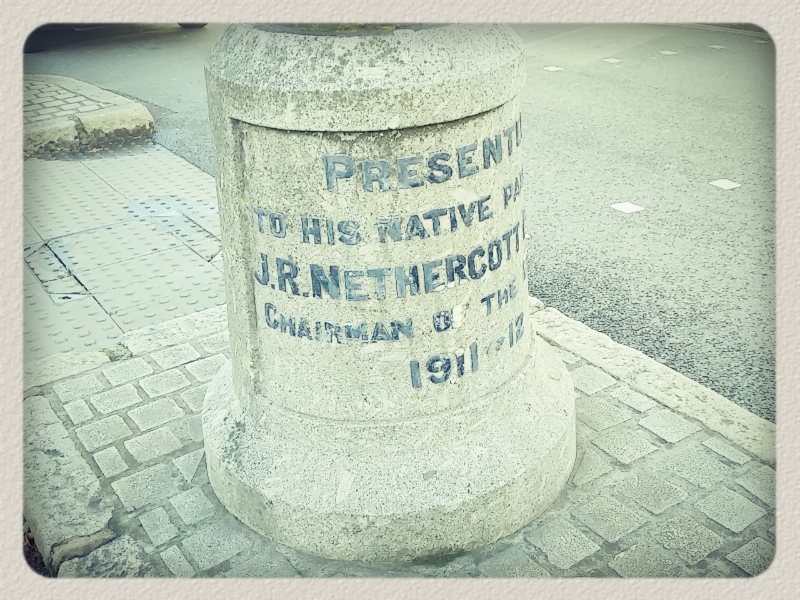 PRESENT
TO HIS NATIVE PA
J.R. NETHERCOTT
CHAIRMAN OF THE
1911-12